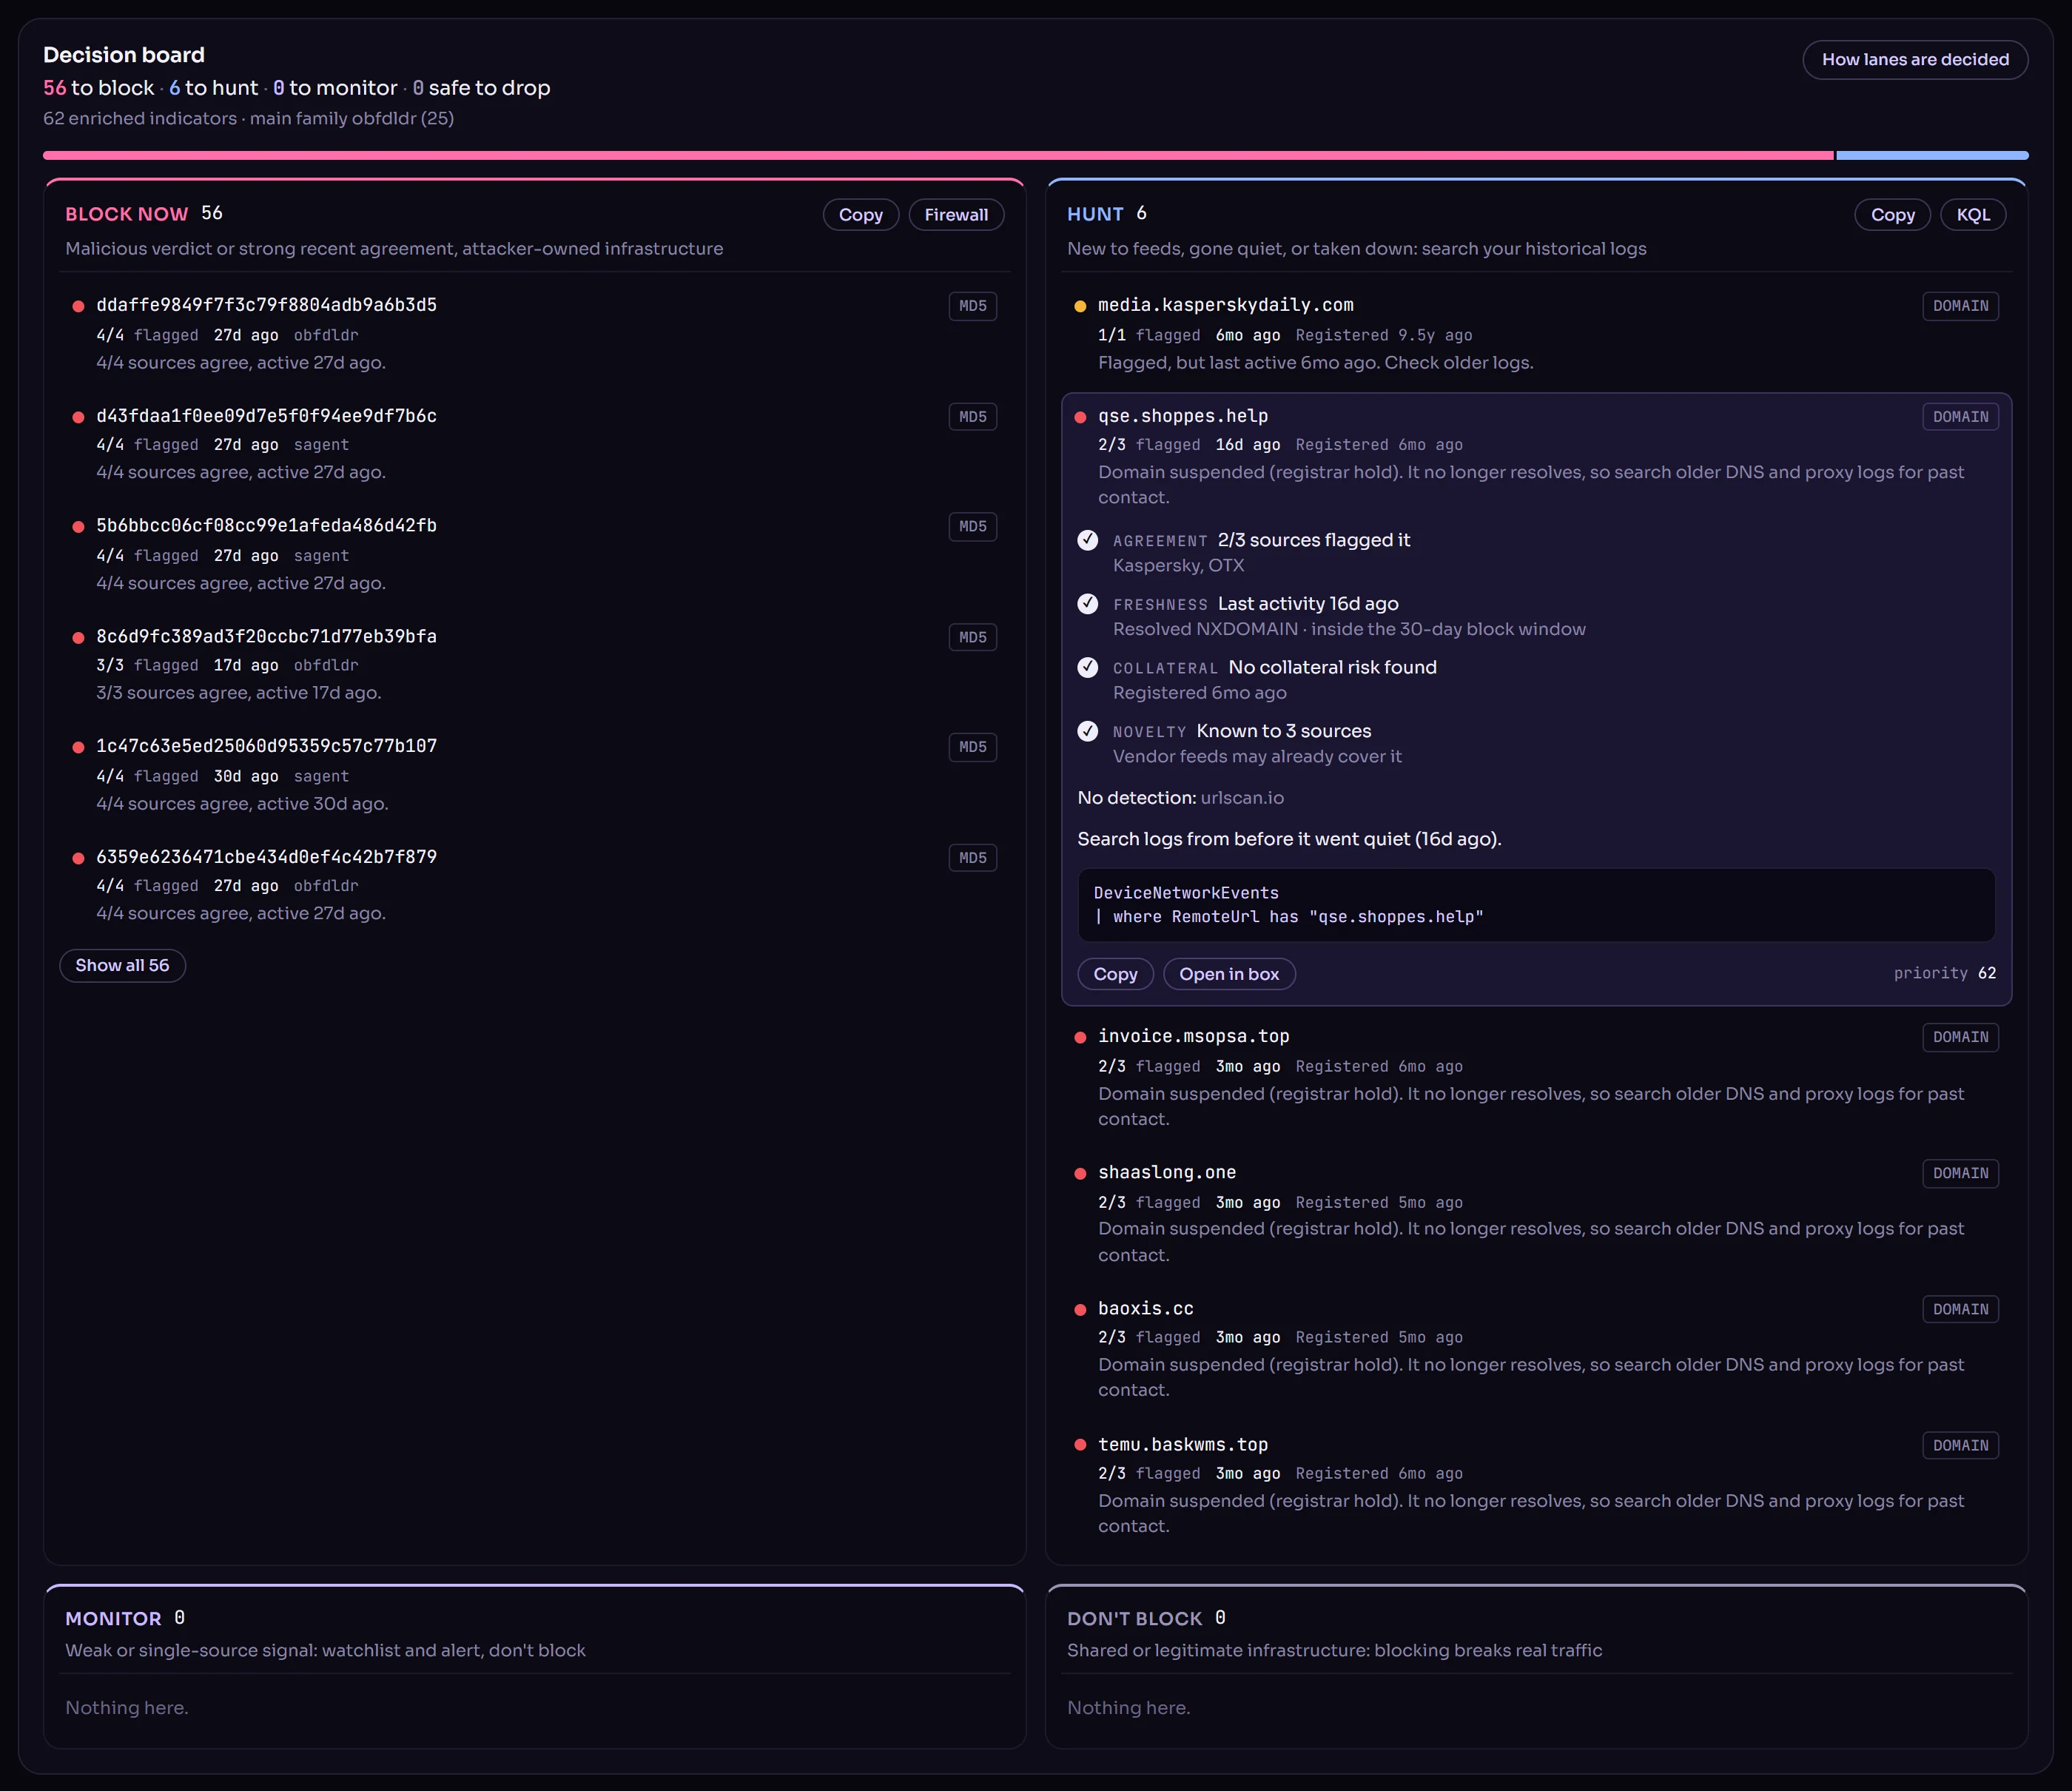 Decision board
How lanes are decided
56 to block · 6 to hunt · 0 to monitor · 0 safe to drop
62 enriched indicators · main family obfdldr (25)
BLOCK NOW 56
Copy
Firewall
Malicious verdict or strong recent agreement, attacker-owned infrastructure
ddaffe9849f7f3c79f8804adb9a6b3d5
MD5
4/4 flagged 27d ago obfdldr
4/4 sources agree, active 27d ago.
d43fdaa1f0ee09d7e5f0f94ee9df7b6c
MD5
4/4 flagged 27d ago sagent
4/4 sources agree, active 27d ago.
5b6bbcc06cf08cc99e1afeda486d42fb
MD5
4/4 flagged 27d ago sagent
4/4 sources agree, active 27d ago.
8c6d9fc389ad3f20ccbc71d77eb39bfa
MD5
3/3 flagged 17d ago obfdldr
3/3 sources agree, active 17d ago.
1c47c63e5ed25060d95359c57c77b107
MD5
4/4 flagged 30d ago sagent
4/4 sources agree, active 30d ago.
6359e6236471cbe434d0ef4c42b7f879
MD5
4/4 flagged 27d ago obfdldr
4/4 sources agree, active 27d ago.
Show all 56
HUNT 6
Copy
KQL
New to feeds, gone quiet, or taken down: search your historical logs
media.kasperskydaily.com
DOMAIN
1/1 flagged 6mo ago Registered 9.5y ago
Flagged, but last active 6mo ago. Check older logs.
qse.shoppes.help
DOMAIN
2/3 flagged 16d ago Registered 6mo ago
Domain suspended (registrar hold). It no longer resolves, so search older DNS and proxy logs for past
contact.
AGREEMENT 2/3 sources flagged it
Kaspersky, OTX
FRESHNESS Last activity 16d ago
Resolved NXDOMAIN · inside the 30-day block window
COLLATERAL No collateral risk found
Registered 6mo ago
NOVELTY Known to 3 sources
Vendor feeds may already cover it
No detection: urlscan.io
Search logs from before it went quiet (16d ago).
DeviceNetworkEvents
| where RemoteUrl has "qse.shoppes.help"
Copy
Open in box
priority 62
invoice.msopsa.top
DOMAIN
2/3 flagged 3mo ago Registered 6mo ago
Domain suspended (registrar hold). It no longer resolves, so search older DNS and proxy logs for past
contact.
shaaslong.one
DOMAIN
2/3 flagged 3mo ago Registered 5mo ago
Domain suspended (registrar hold). It no longer resolves, so search older DNS and proxy logs for past
contact.
baoxis.cc
DOMAIN
2/3 flagged 3mo ago Registered 5mo ago
Domain suspended (registrar hold). It no longer resolves, so search older DNS and proxy logs for past
contact.
temu.baskwms.top
DOMAIN
2/3 flagged 3mo ago Registered 6mo ago
Domain suspended (registrar hold). It no longer resolves, so search older DNS and proxy logs for past
contact.
MONITOR 0
Weak or single-source signal: watchlist and alert, don't block
Nothing here.
DON'T BLOCK 0
Shared or legitimate infrastructure: blocking breaks real traffic
Nothing here.